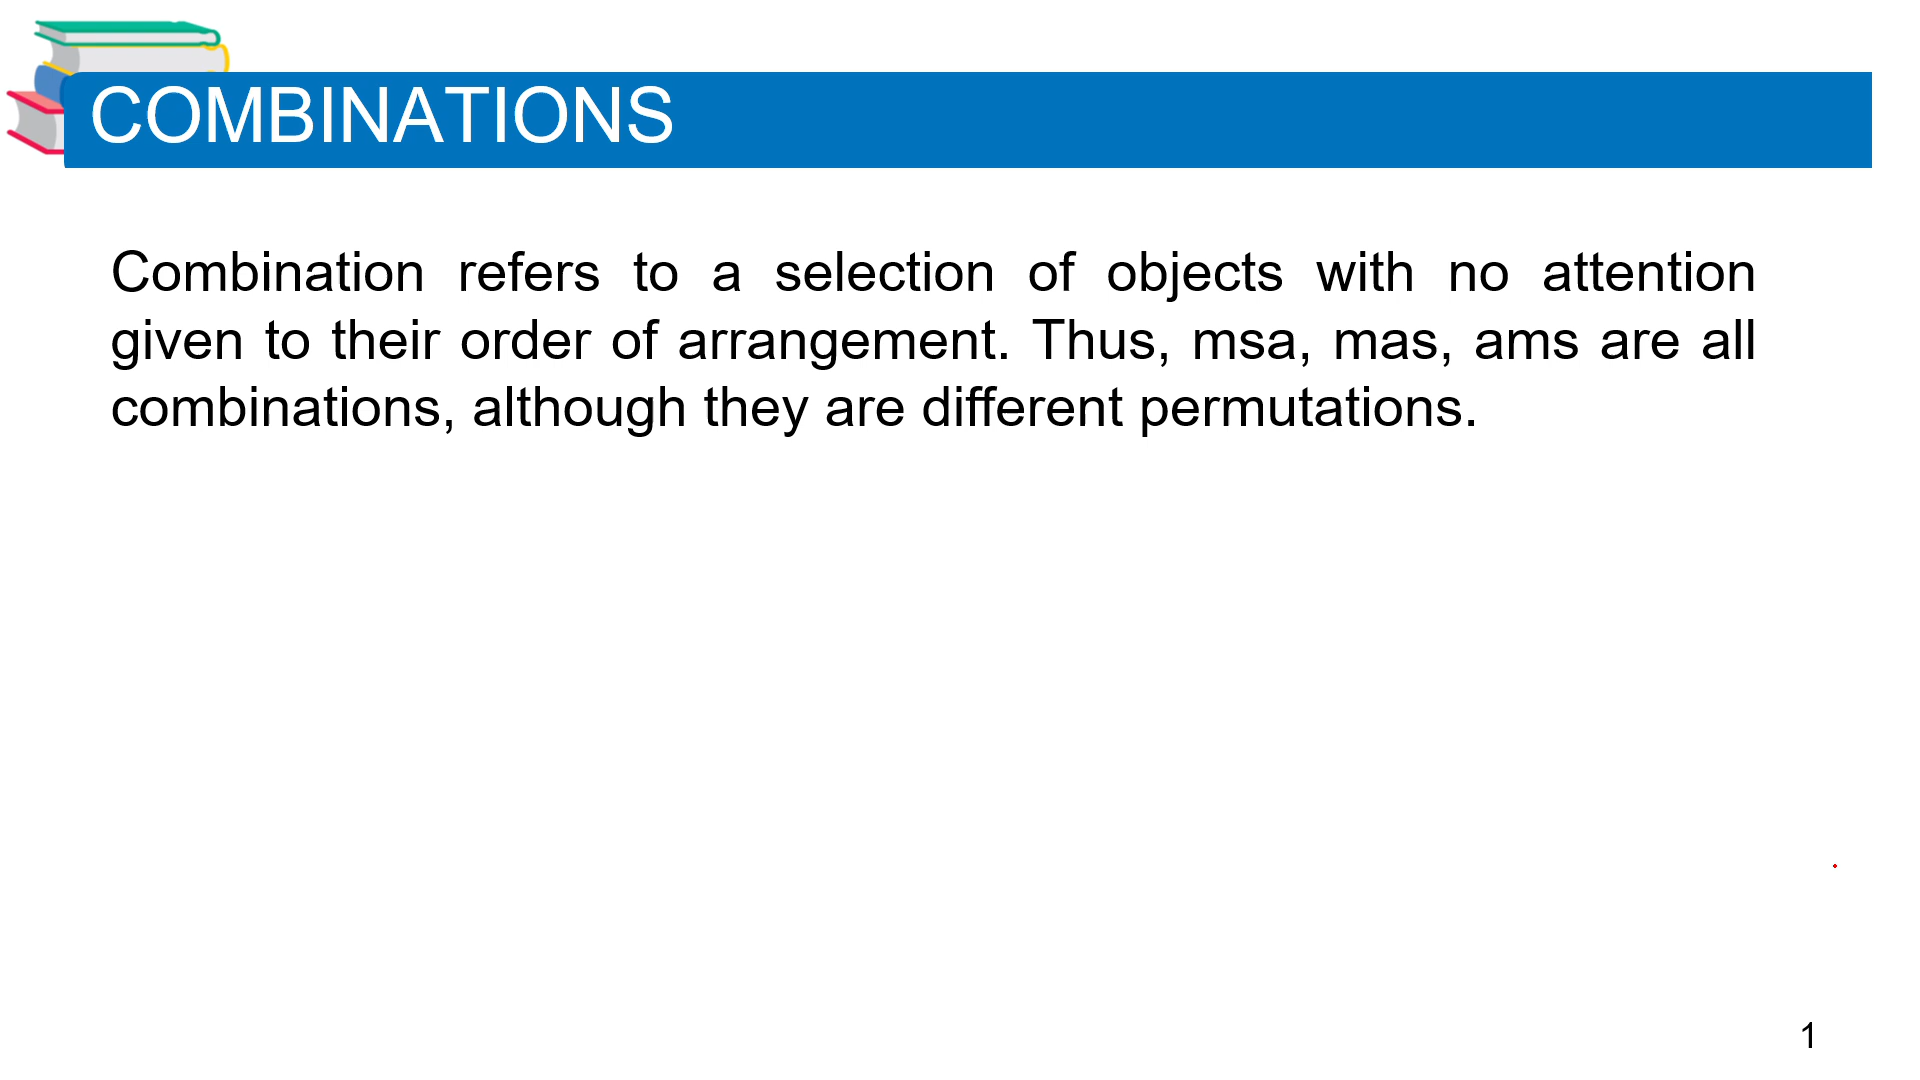 COMBINATIONS
Combination refers to a selection of objects with no attention
given to their order of arrangement. Thus, msa, mas, ams are all
combinations, although they are different permutations.
1